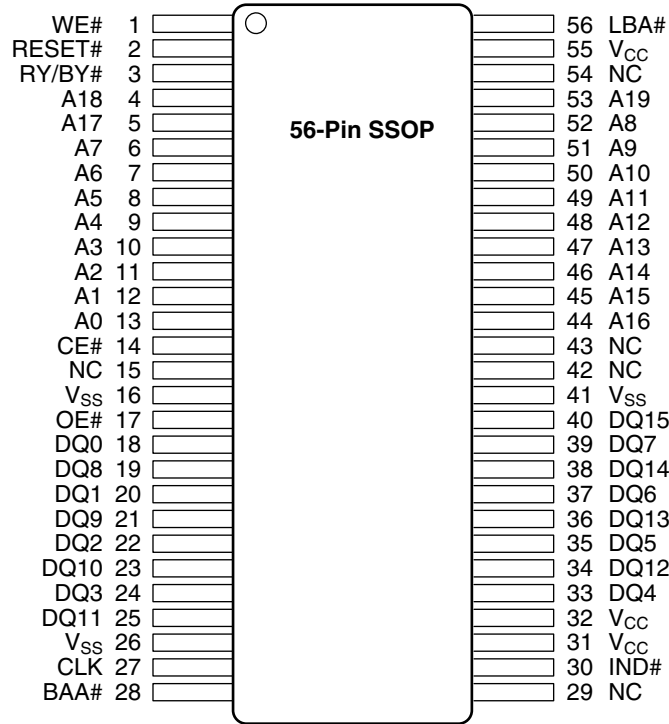 WE# 1 56 LBA#
RESET# 2 55 VCC
RY/BY# 3 54 NC
A18 4 53 A19
A17 5 52 A8
56-Pin SSOP
A7 6 51 A9
A6 7 50 A10
A5 8 49 A11
A4 9 48 A12
A3 10 47 A13
A2 11 46 A14
A1 12 45 A15
A0 13 44 A16
CE# 14 43 NC
NC 15 42 NC
VSS 16 41 VSS
OE# 17 40 DQ15
DQ0 18 39 DQ7
DQ8 19 38 DQ14
DQ1 20 37 DQ6
DQ9 21 36 DQ13
DQ2 22 35 DQ5
DQ10 23 34 DQ12
DQ3 24 33 DQ4
DQ11 25 32 VCC
VSS 26 31 VCC
CLK 27 30 IND#
BAA# 28 29 NC